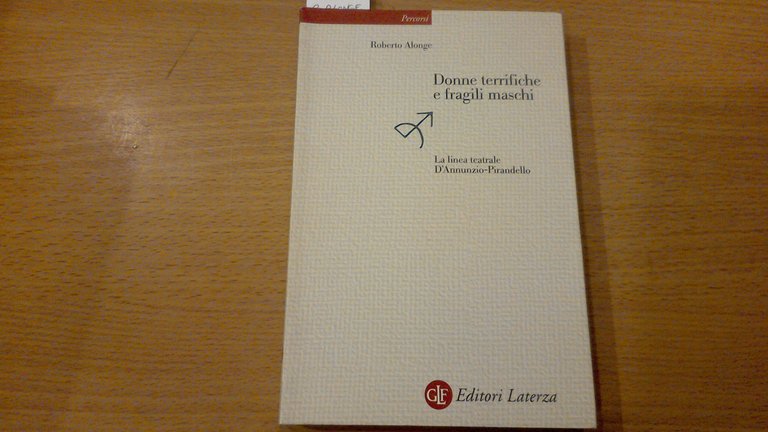 Percorsi
Roberto Alonge
Donne terrifiche
e fragili maschi
La linea teatrale
D'Annunzio-Pirandello
GLF Editori Laterza